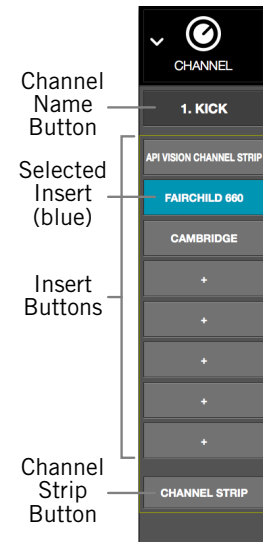 CHANNEL
Channel
Name
Button
1. KICK
API VISION CHANNEL STRIP
Selected
Insert
(blue)
FAIRCHILD 660
CAMBRIDGE
Insert
Buttons
+
+
+
+
+
Channel
Strip
Button
CHANNEL STRIP